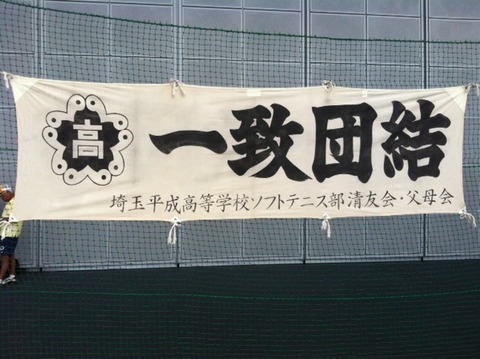 高
一致団結
埼玉平成高等学校ソフトテニス部清友会・父母会